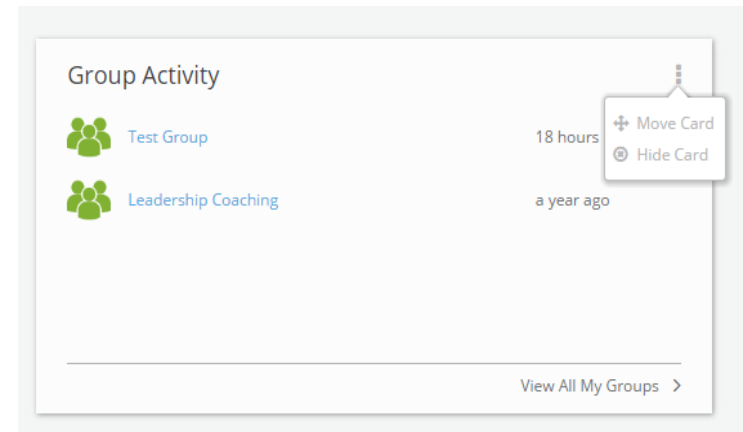 Group Activity
Move Card
Hide Card
Test Group 18 hours
Leadership Coaching a year ago
View All My Groups